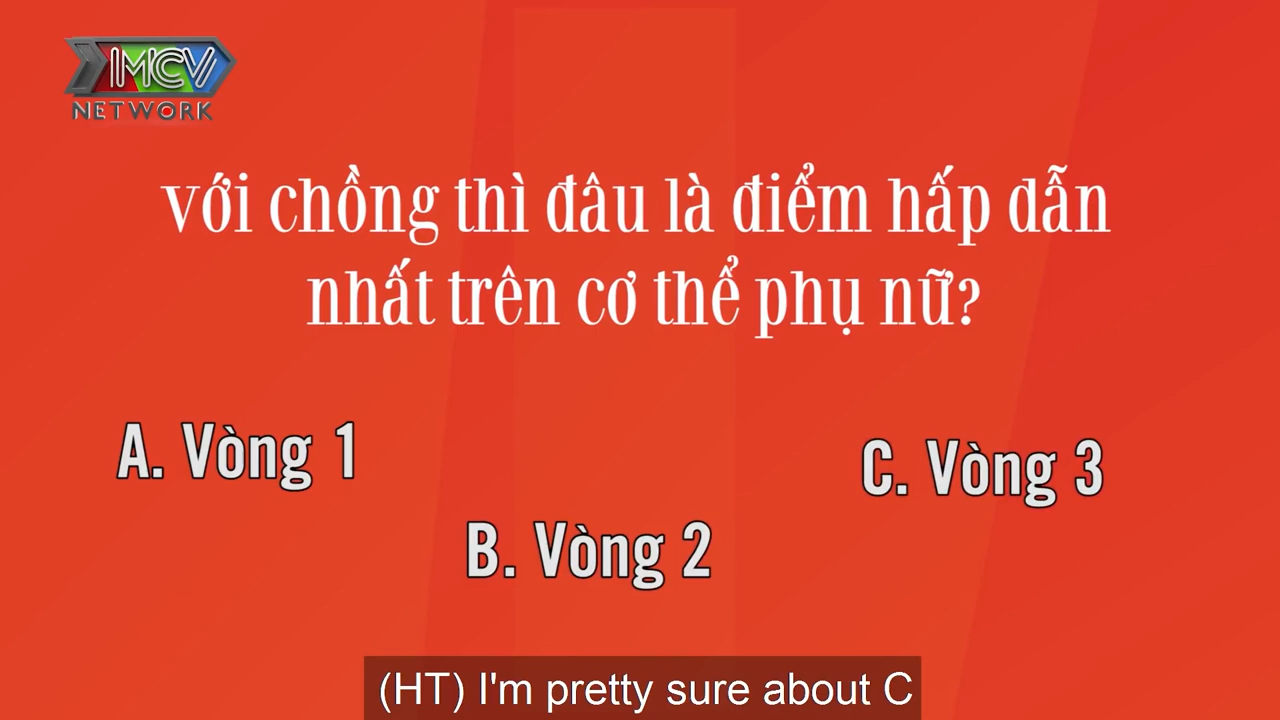 MCV
NETWORK
với chồng thì đâu là điểm hấp dẫn
nhất trên cơ thể phụ nữ?
A. Vòng 1
C. Vòng 3
B. Vòng 2
(HT) I'm pretty sure about C